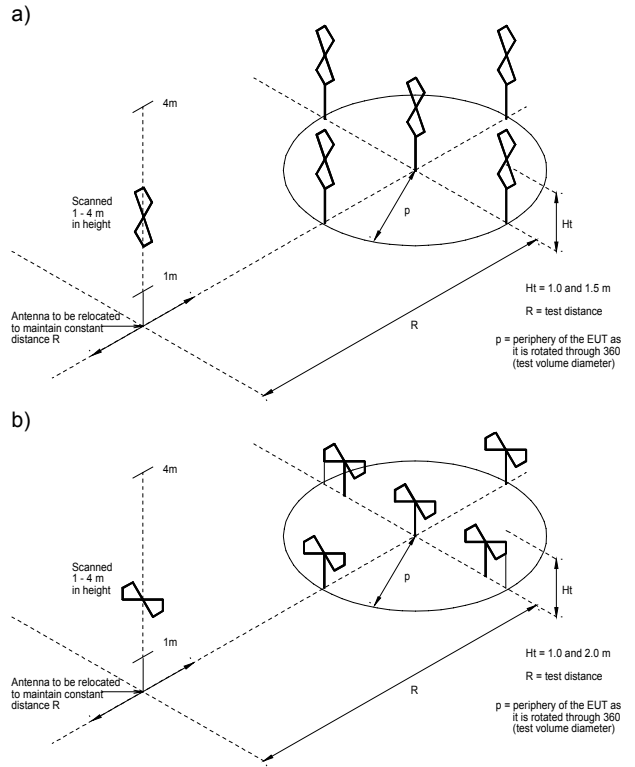 a)
4m
Scanned
1 - 4 m
in height
p
Ht
1m
Ht = 1.0 and 1.5 m
Antenna to be relocated
to maintain constant
distance R
R
R = test distance
p = periphery of the EUT as
it is rotated through 360
(test volume diameter)
b)
4m
Scanned
1 - 4 m
in height
p
Ht
1m
Ht = 1.0 and 2.0 m
Antenna to be relocated
to maintain constant
distance R
R
R = test distance
p = periphery of the EUT as
it is rotated through 360
(test volume diameter)